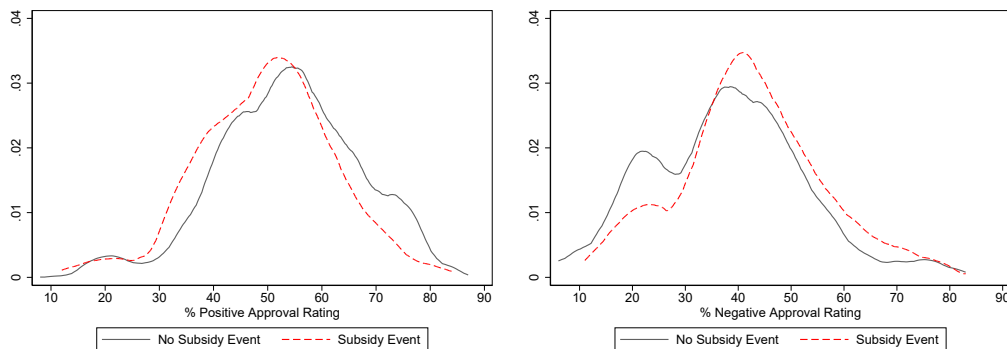 .04
.03
.02
.01
0
10 20 30 40 50 60 70 80 90
% Positive Approval Rating
No Subsidy Event Subsidy Event
.04
.03
.02
.01
0
10 20 30 40 50 60 70 80 90
% Negative Approval Rating
No Subsidy Event Subsidy Event